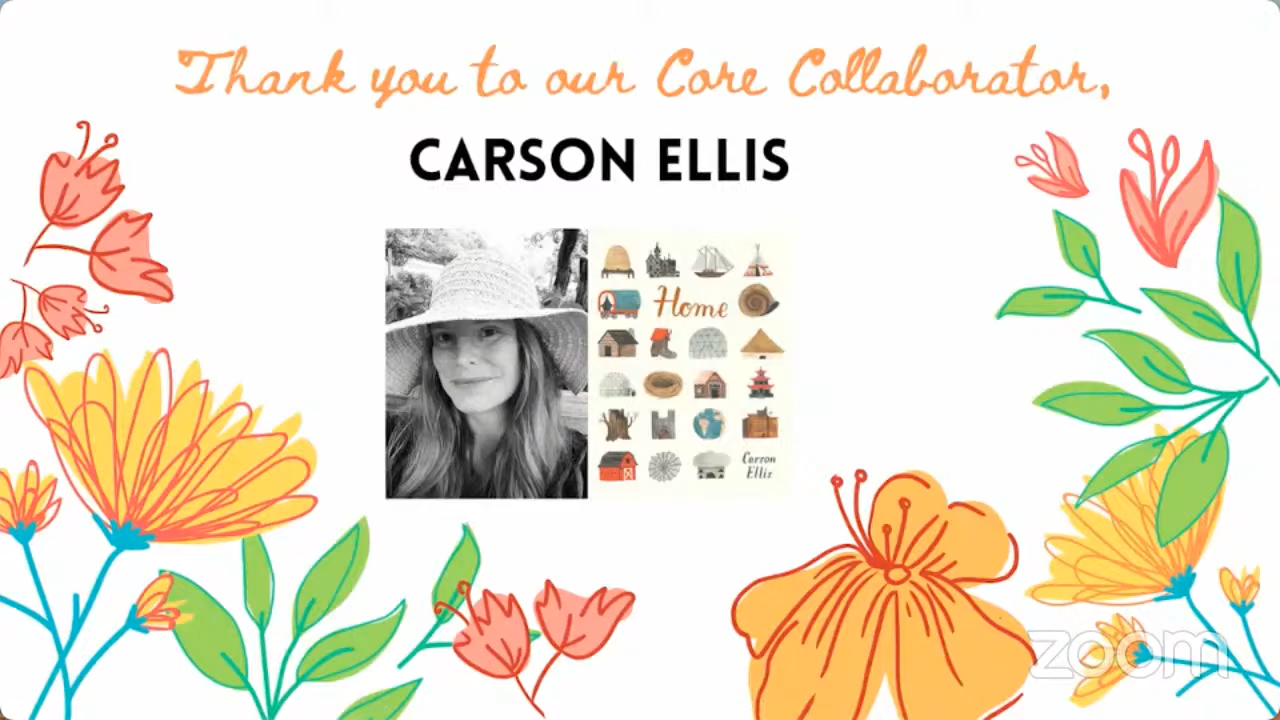 Thank you to our Core Collaborator,
CARSON ELLIS
Home
Carson
Ellis
zoom